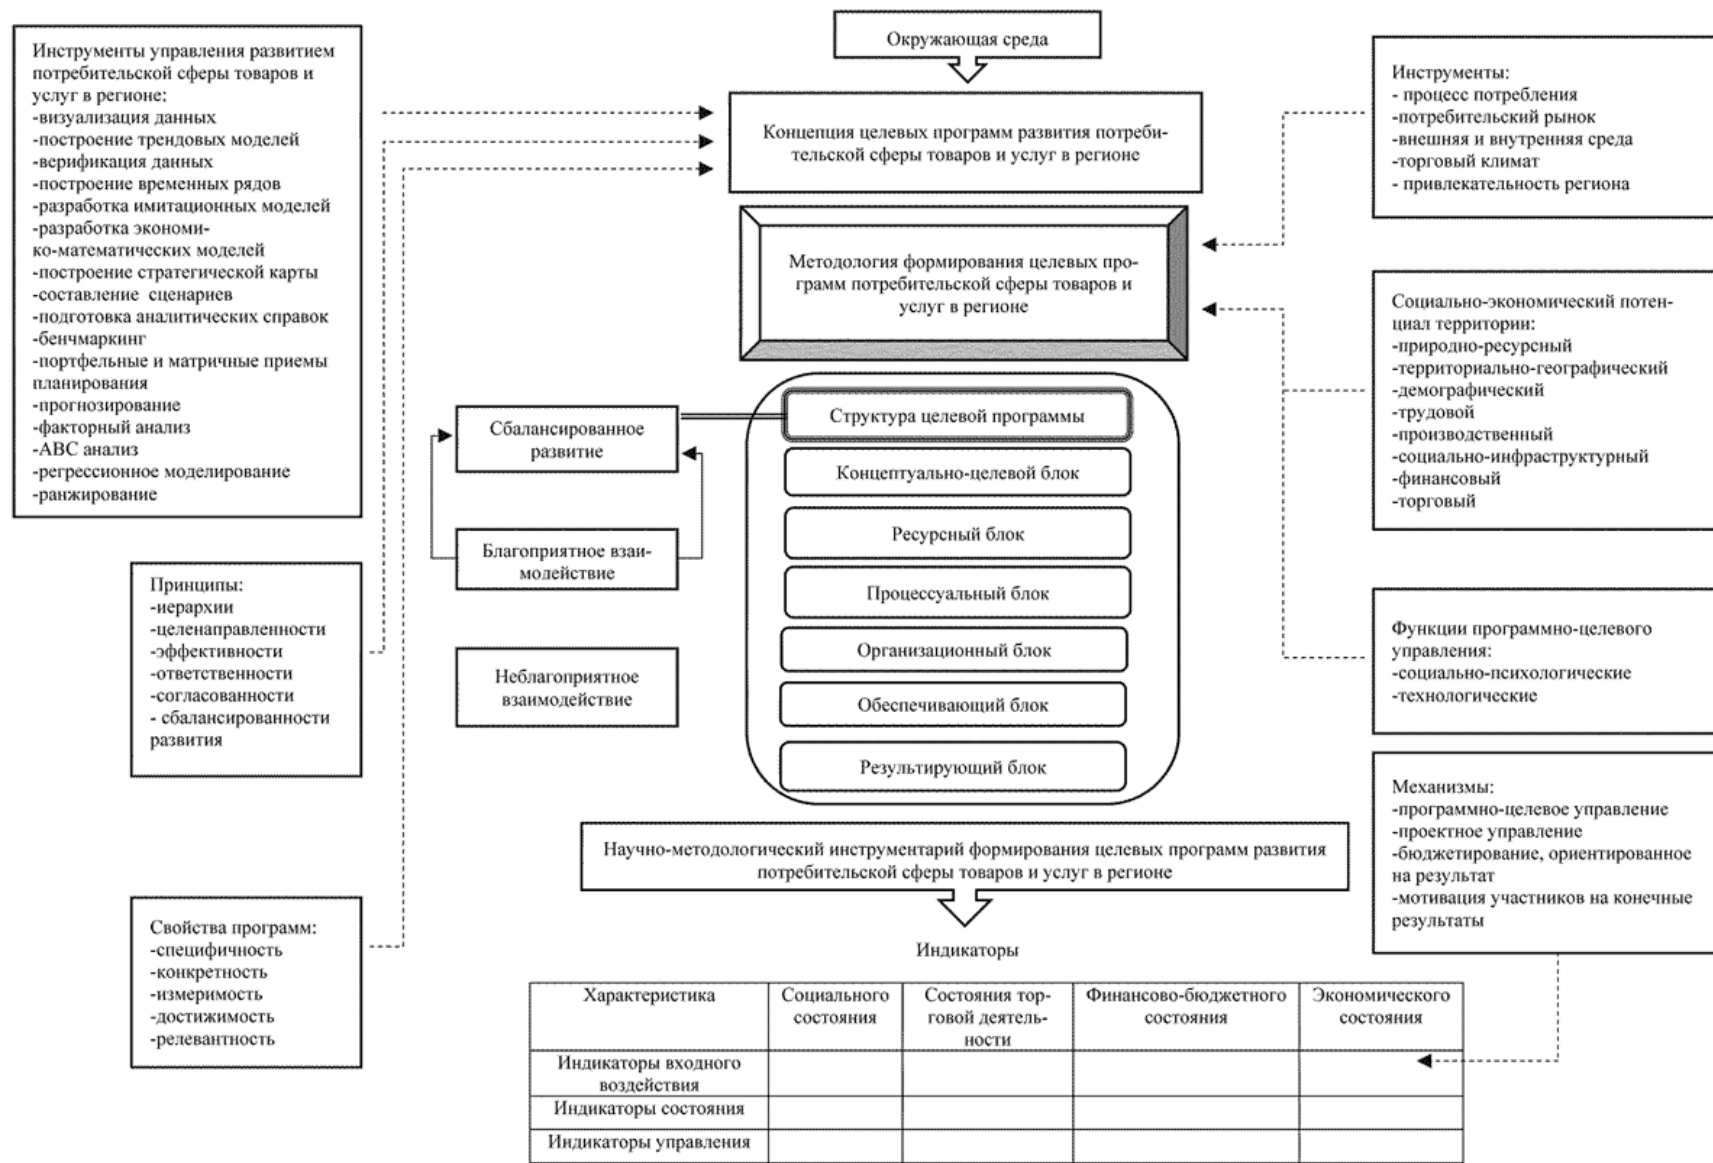 Инструменты управления развитием
потребительской сферы товаров и
услуг в регионе:
-визуализация данных
-построение трендовых моделей
-верификация данных
-построение временных рядов
-разработка имитационных моделей
-разработка экономи-
ко-математических моделей
-построение стратегической карты
-составление сценариев
-подготовка аналитических справок
-бенчмаркинг
-портфельные и матричные приемы
планирования
-прогнозирование
-факторный анализ
-АВС анализ
-регрессионное моделирование
-ранжирование
Принципы:
-иерархии
-целенаправленности
-эффективности
-ответственности
-согласованности
- сбалансированности
развития
Свойства программ:
-специфичность
-конкретность
-измеримость
-достижимость
-релевантность
Окружающая среда
Концепция целевых программ развития потреби-
тельской сферы товаров и услуг в регионе
Методология формирования целевых про-
грамм потребительской сферы товаров и
услуг в регионе
Сбалансированное
развитие
Благоприятное взаи-
модействие
Неблагоприятное
взаимодействие
Структура целевой программы
Концептуально-целевой блок
Ресурсный блок
Процессуальный блок
Организационный блок
Обеспечивающий блок
Результирующий блок
Инструменты:
- процесс потребления
-потребительский рынок
-внешняя и внутренняя среда
-торговый климат
- привлекательность региона
Социально-экономический потен-
циал территории:
-природно-ресурсный
-территориально-географический
-демографический
-трудовой
-производственный
-социально-инфраструктурный
-финансовый
-торговый
Функции программно-целевого
управления:
-социально-психологические
-технологические
Механизмы:
-программно-целевое управление
-проектное управление
-бюджетирование, ориентированное
на результат
-мотивация участников на конечные
результаты
Научно-методологический инструментарий формирования целевых программ развития
потребительской сферы товаров и услуг в регионе
Индикаторы
Характеристика
Социального
состояния
Состояния тор-
говой деятель-
ности
Финансово-бюджетного
состояния
Экономического
состояния
Индикаторы входного
воздействия
Индикаторы состояния
Индикаторы управления